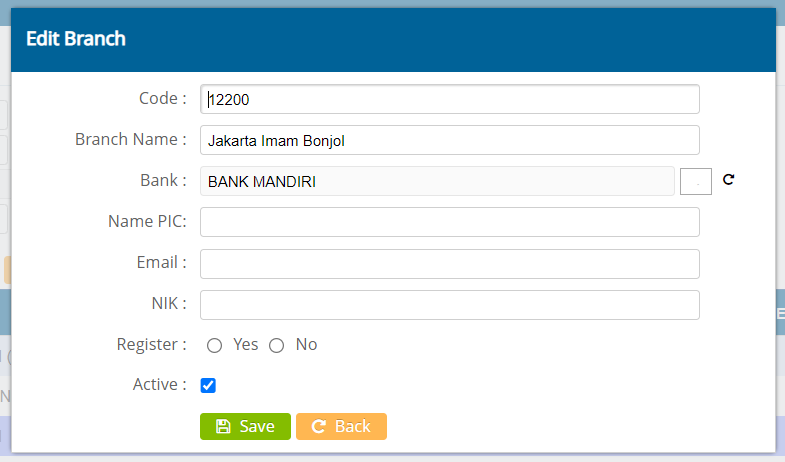 Edit Branch
Code : 12200
Branch Name : Jakarta Imam Bonjol
Bank : BANK MANDIRI .
Name PIC:
Email :
NIK :
Register : Yes No
Active :
Save Back